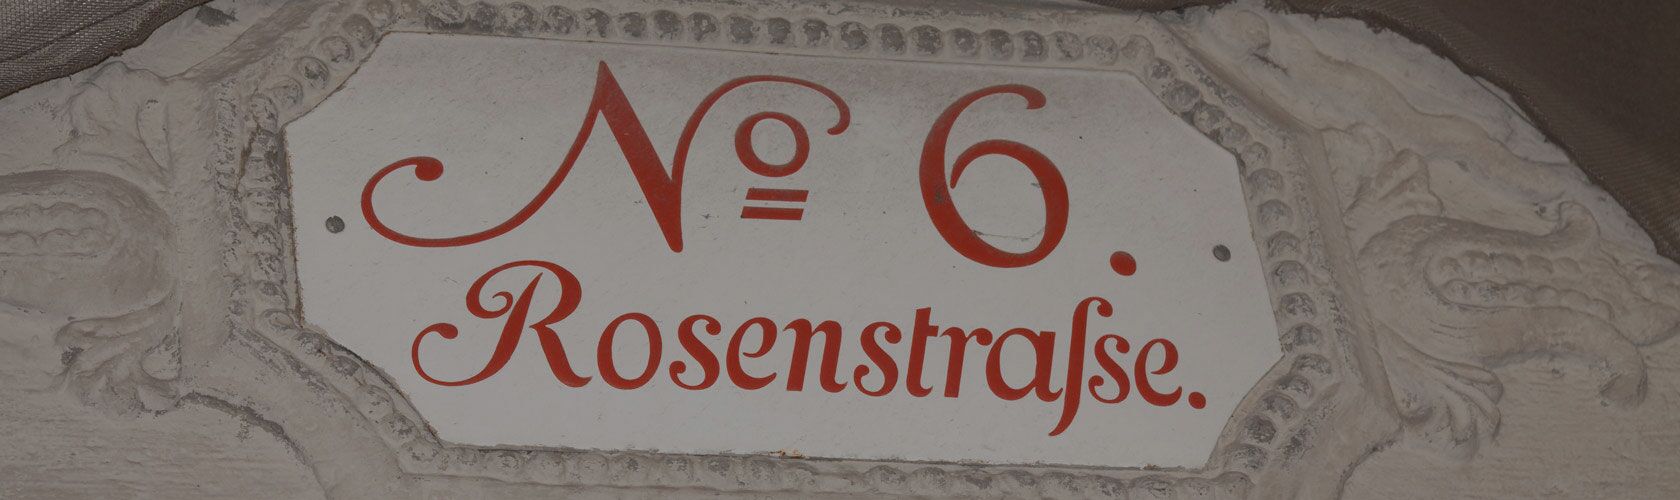 Nº 6.
Rosenstraſse.